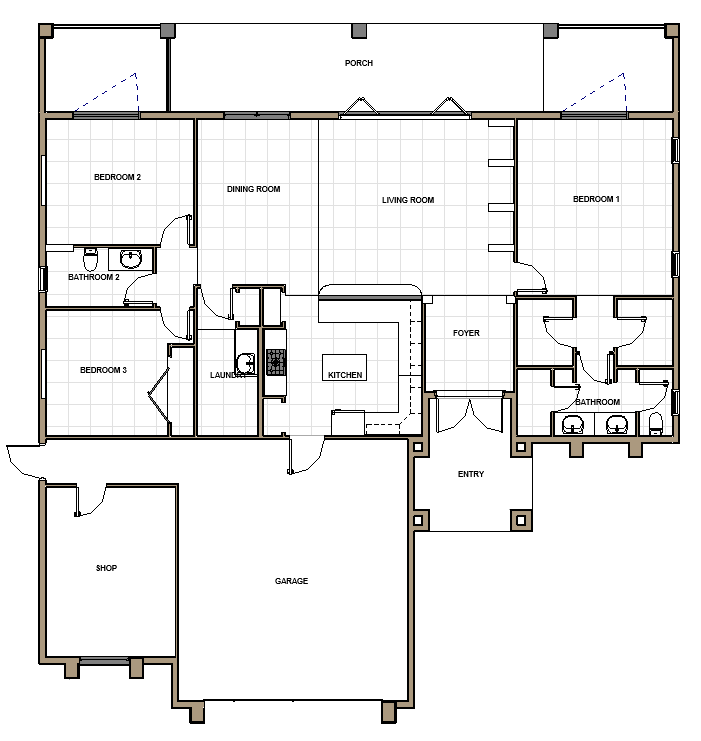 PORCH
BEDROOM 2
DINING ROOM
LIVING ROOM
BEDROOM 1
BATHROOM 2
FOYER
BEDROOM 3
LAUNDRY
KITCHEN
BATHROOM
ENTRY
SHOP
GARAGE